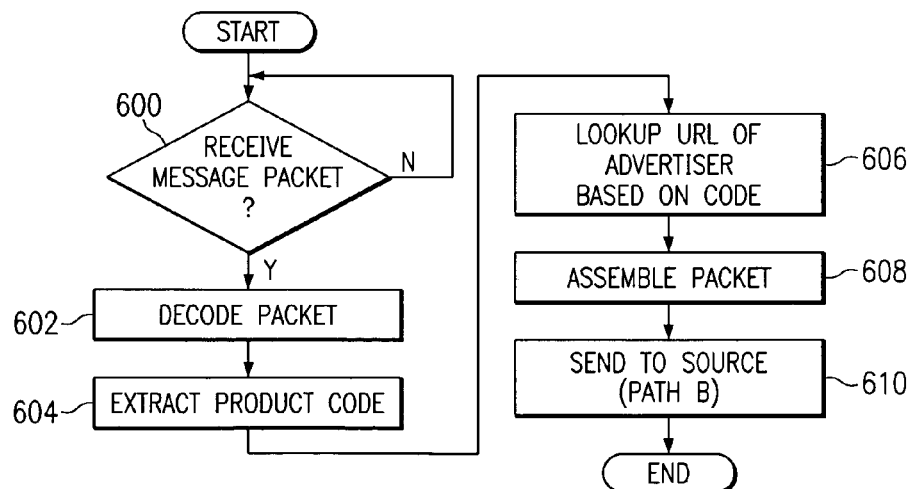 START
600
RECEIVE
MESSAGE PACKET
?
N
Y
602
DECODE PACKET
604
EXTRACT PRODUCT CODE
LOOKUP URL OF
ADVERTISER
BASED ON CODE
606
ASSEMBLE PACKET
608
SEND TO SOURCE
(PATH B)
610
END